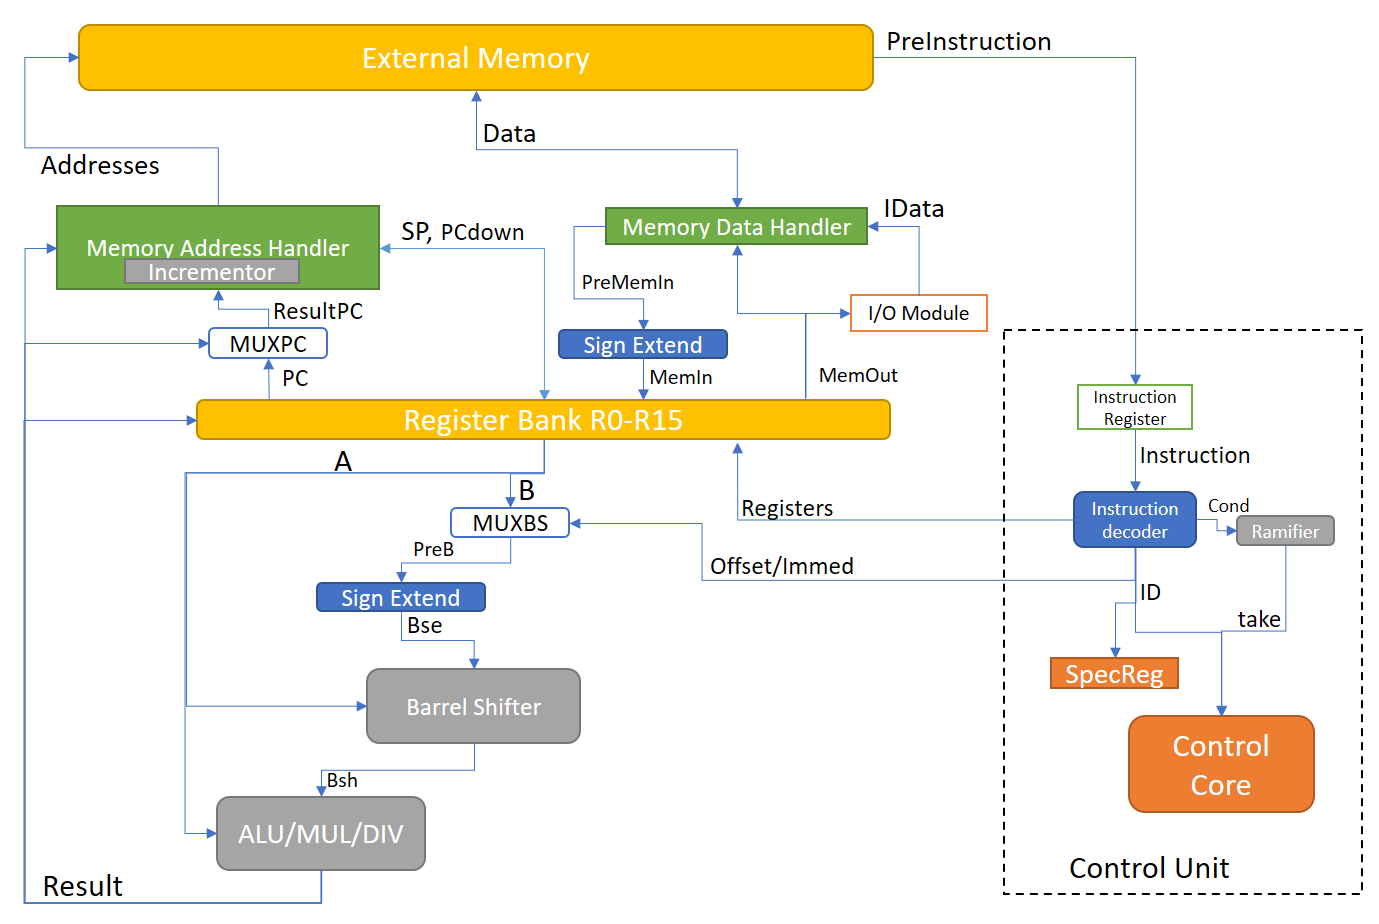 PreInstruction
External Memory
Data
Addresses
IData
SP, PCdown
Memory Data Handler
Memory Address Handler
Incrementor
PreMemIn
ResultPC
I/O Module
MUXPC
Sign Extend
PC
MemIn
MemOut
Instruction
Register
Register Bank R0-R15
Instruction
A
B
Registers
Cond
Instruction
decoder
MUXBS
Ramifier
PreB
Offset/Immed
Sign Extend
ID
Bse
take
SpecReg
Barrel Shifter
Control
Core
Bsh
ALU/MUL/DIV
Control Unit
Result